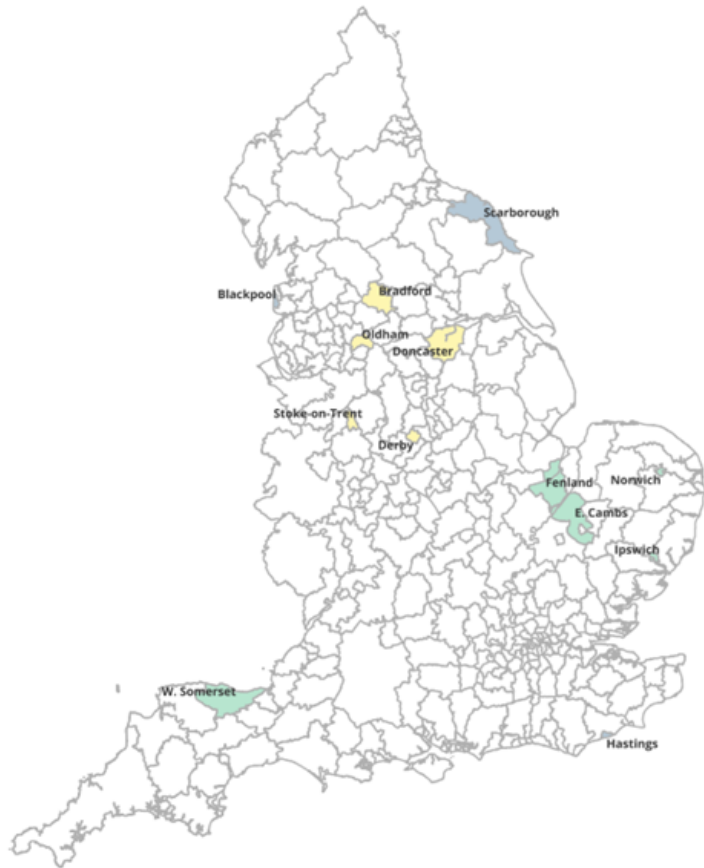 Scarborough
Blackpool
Bradford
Oldham
Doncaster
Stoke-on-Trent
Derby
Fenland
Norwich
E. Cambs
Ipswich
W. Somerset
Hastings